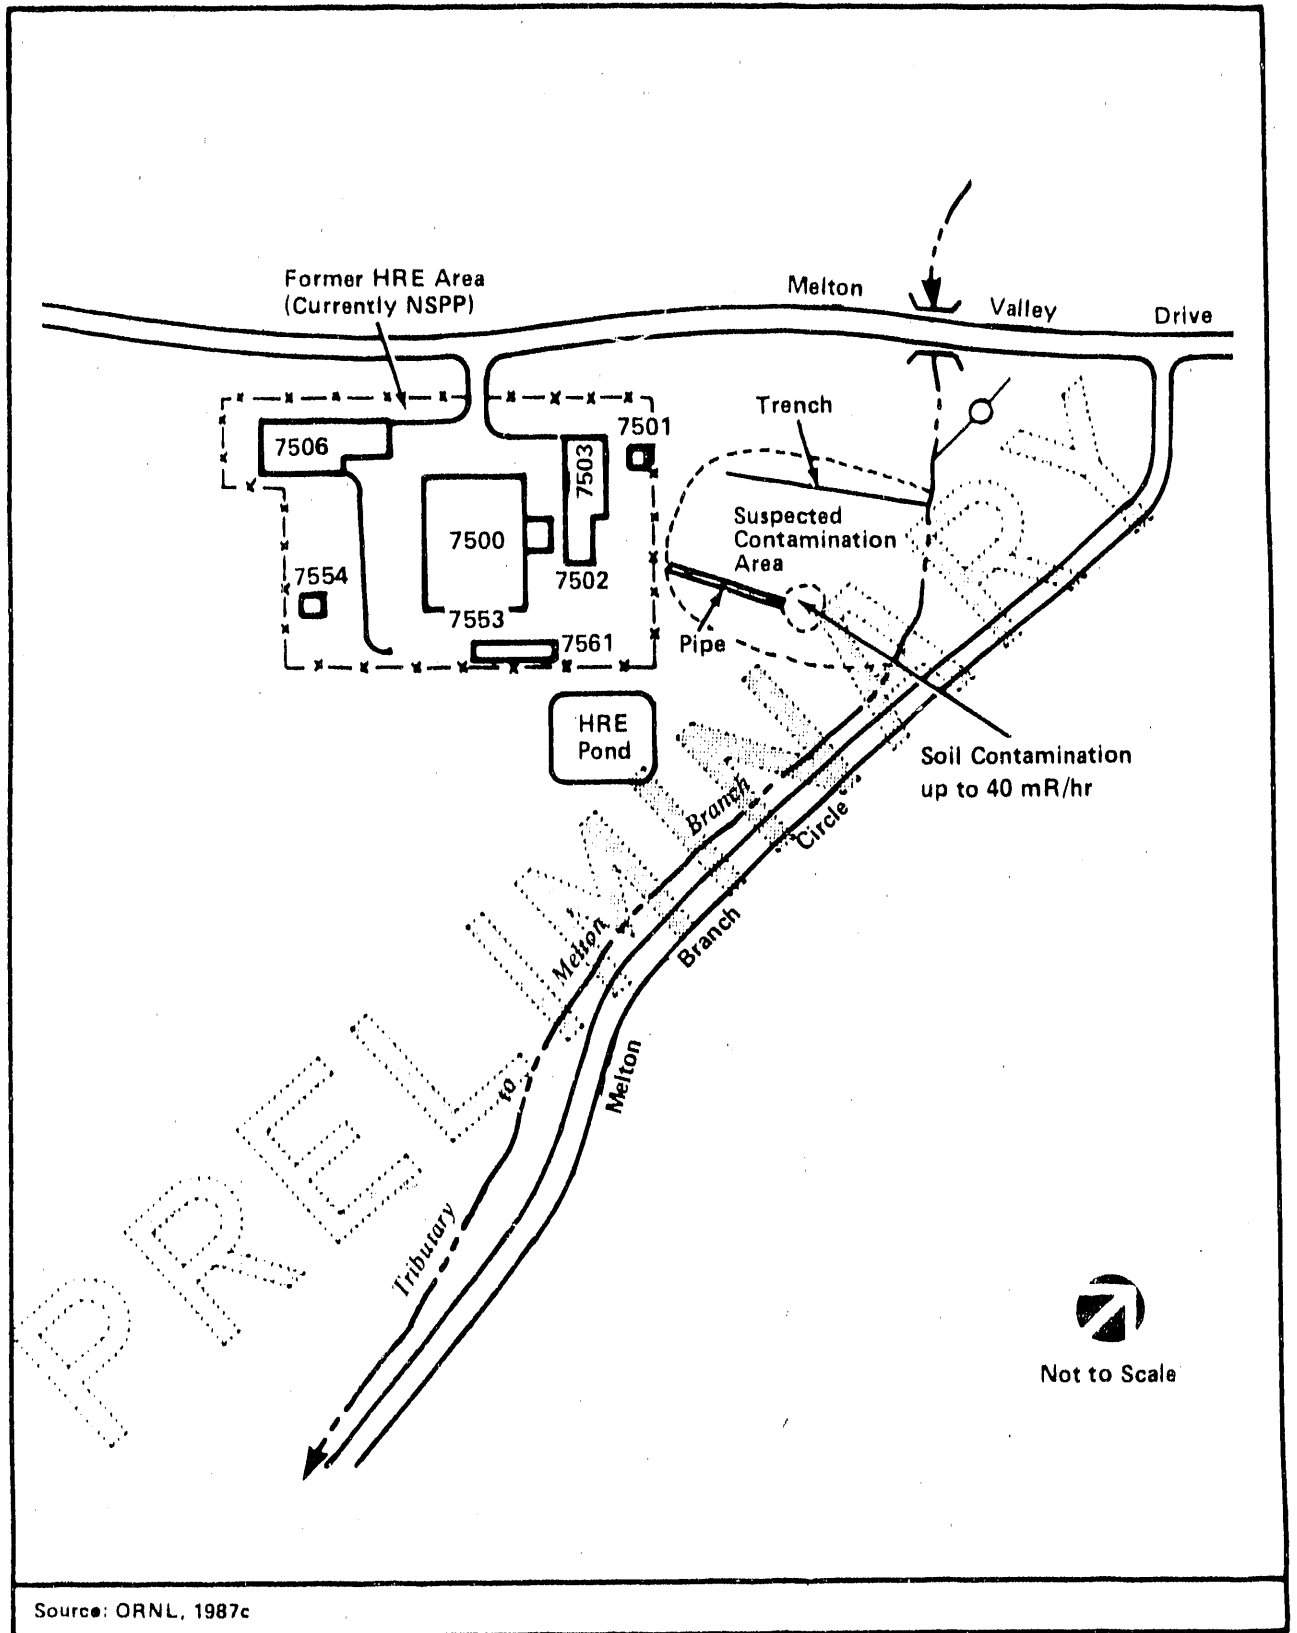 Former HRE Area
(Currently NSPP)
Melton Valley Drive
Trench
7501
7506
7503
7500
Suspected
Contamination
Area
7502
7554
7553
7561
Pipe
HRE
Pond
Soil Contamination
up to 40 mR/hr
Tributary to Melton Branch
Melton Branch Circle
PRELIMINARY
Not to Scale
Source: ORNL, 1987c